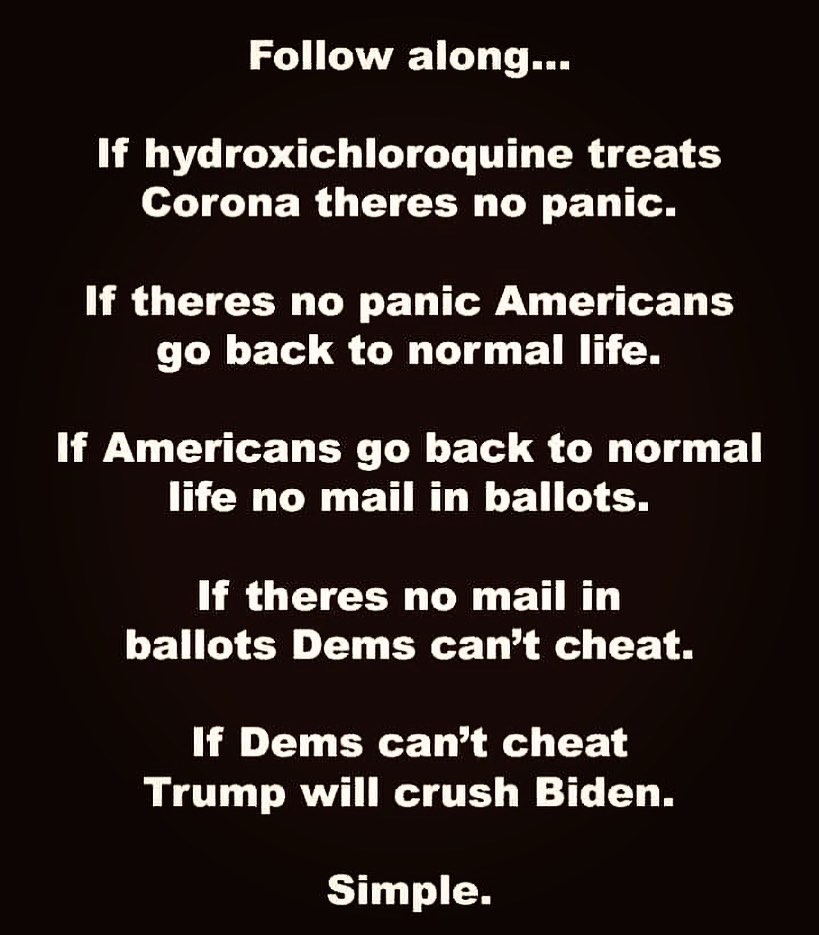 Follow along...
If hydroxichloroquine treats
Corona theres no panic.
If theres no panic Americans
go back to normal life.
If Americans go back to normal
life no mail in ballots.
If theres no mail in
ballots Dems can’t cheat.
If Dems can’t cheat
Trump will crush Biden.
Simple.